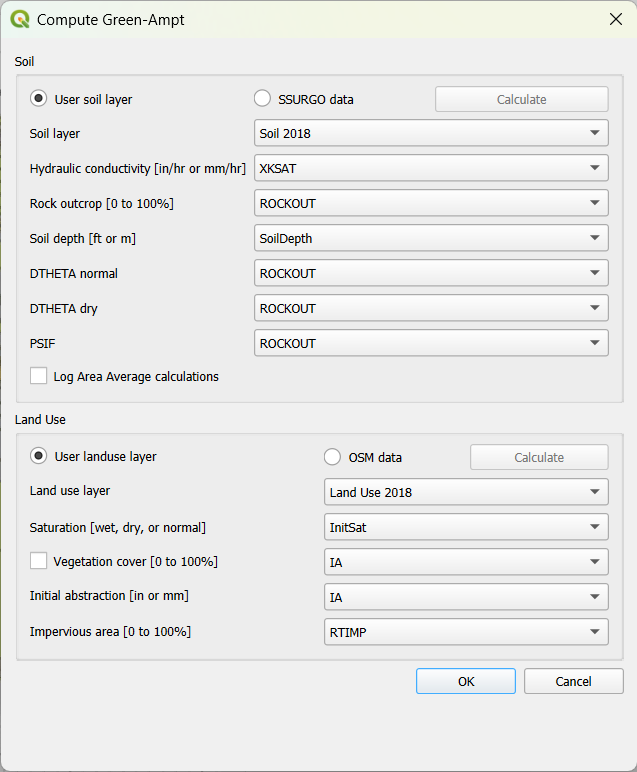 Compute Green-Ampt
Soil
User soil layer SSURGO data Calculate
Soil layer Soil 2018
Hydraulic conductivity [in/hr or mm/hr] XKSAT
Rock outcrop [0 to 100%] ROCKOUT
Soil depth [ft or m] SoilDepth
DTHETA normal ROCKOUT
DTHETA dry ROCKOUT
PSIF ROCKOUT
Log Area Average calculations
Land Use
User landuse layer OSM data Calculate
Land use layer Land Use 2018
Saturation [wet, dry, or normal] InitSat
Vegetation cover [0 to 100%] IA
Initial abstraction [in or mm] IA
Impervious area [0 to 100%] RTIMP
OK Cancel